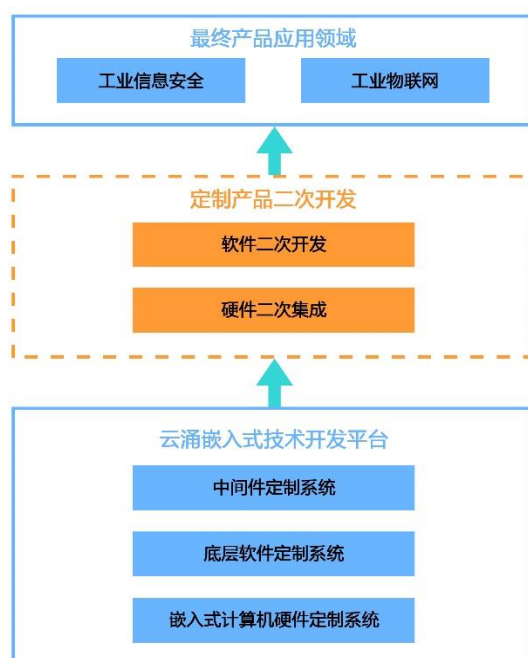 最终产品应用领域
工业信息安全
工业物联网
定制产品二次开发
软件二次开发
硬件二次集成
云涌嵌入式技术开发平台
中间件定制系统
底层软件定制系统
嵌入式计算机硬件定制系统